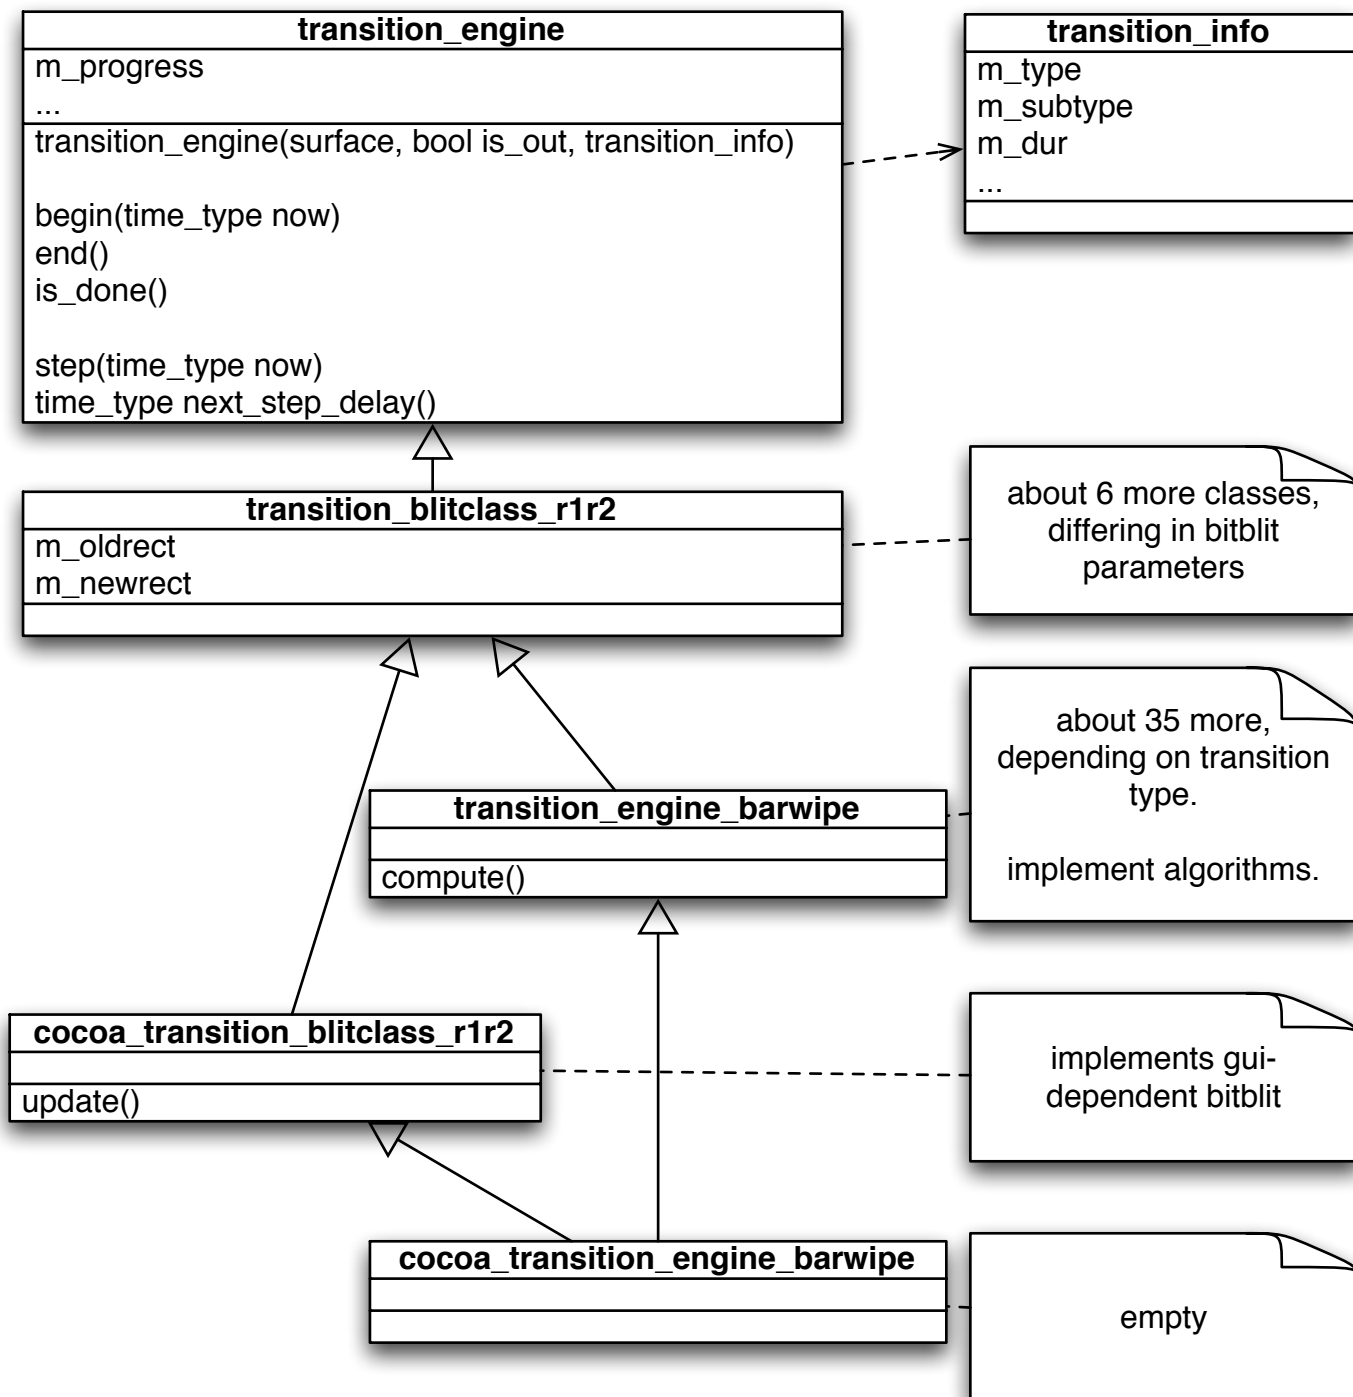 transition_engine
m_progress
...
transition_engine(surface, bool is_out, transition_info)
begin(time_type now)
end()
is_done()
step(time_type now)
time_type next_step_delay()
transition_info
m_type
m_subtype
m_dur
...
transition_blitclass_r1r2
m_oldrect
m_newrect
about 6 more classes,
differing in bitblit
parameters
transition_engine_barwipe
compute()
about 35 more,
depending on transition
type.
implement algorithms.
cocoa_transition_blitclass_r1r2
update()
implements gui-
dependent bitblit
cocoa_transition_engine_barwipe
empty